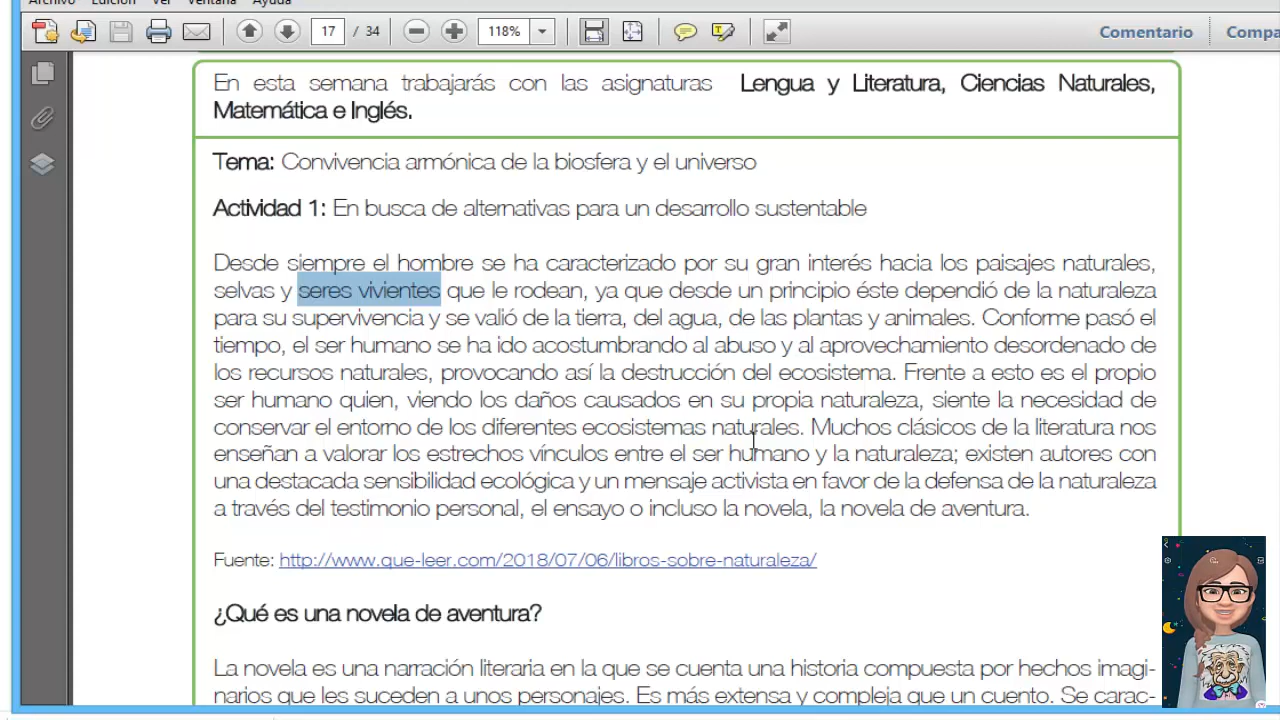 Archivo Edición Ver Ventana Ayuda
17 / 34 118% Comentario
En esta semana trabajarás con las asignaturas Lengua y Literatura, Ciencias Naturales,
Matemática e Inglés.
Tema: Convivencia armónica de la biosfera y el universo
Actividad 1: En busca de alternativas para un desarrollo sustentable
Desde siempre el hombre se ha caracterizado por su gran interés hacia los paisajes naturales,
selvas y seres vivientes que le rodean, ya que desde un principio éste dependió de la naturaleza
para su supervivencia y se valió de la tierra, del agua, de las plantas y animales. Conforme pasó el
tiempo, el ser humano se ha ido acostumbrando al abuso y al aprovechamiento desordenado de
los recursos naturales, provocando así la destrucción del ecosistema. Frente a esto es el propio
ser humano quien, viendo los daños causados en su propia naturaleza, siente la necesidad de
conservar el entorno de los diferentes ecosistemas naturales. Muchos clásicos de la literatura nos
enseñan a valorar los estrechos vínculos entre el ser humano y la naturaleza; existen autores con
una destacada sensibilidad ecológica y un mensaje activista en favor de la defensa de la naturaleza
a través del testimonio personal, el ensayo o incluso la novela, la novela de aventura.
Fuente: http://www.que-leer.com/2018/07/06/libros-sobre-naturaleza/
¿Qué es una novela de aventura?
La novela es una narración literaria en la que se cuenta una historia compuesta por hechos imagi-
narios que les suceden a unos personajes. Es más extensa y compleja que un cuento. Se carac-